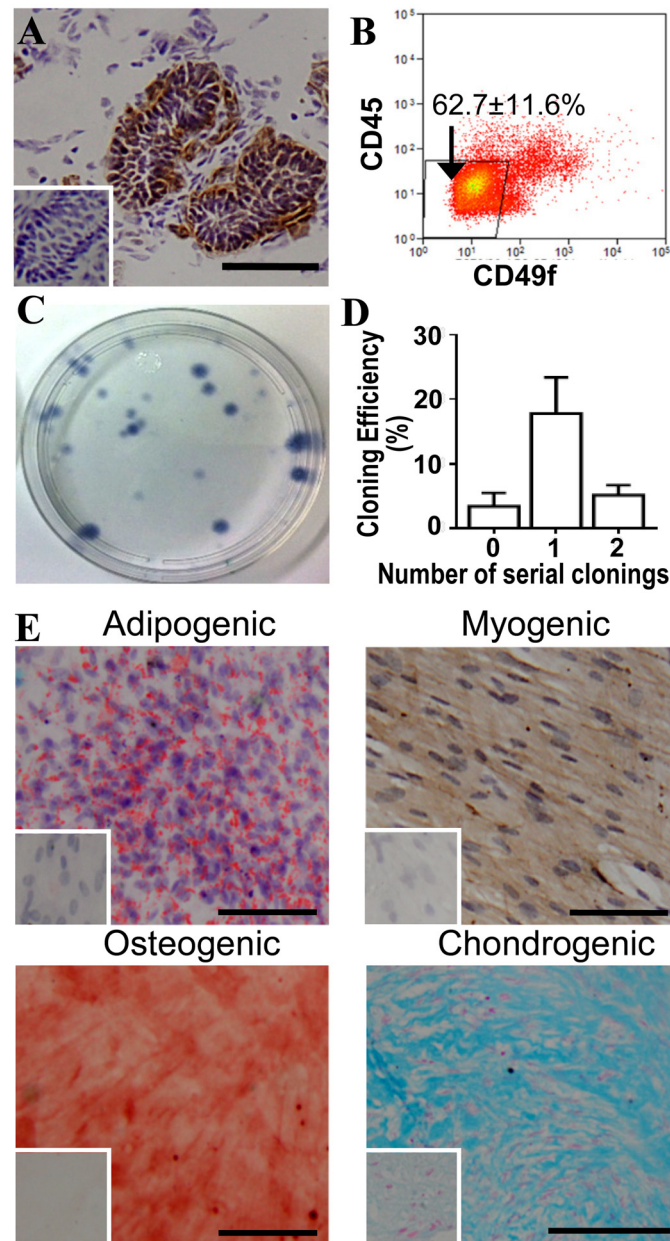 A
B
CD45
10⁵
10⁴
10³
10²
10¹
10⁰
62.7±11.6%
10⁰ 10¹ 10² 10³ 10⁴ 10⁵
CD49f
C
D
Cloning Efficiency
(%)
30
20
10
0
0 1 2
Number of serial clonings
E
Adipogenic
Myogenic
Osteogenic
Chondrogenic